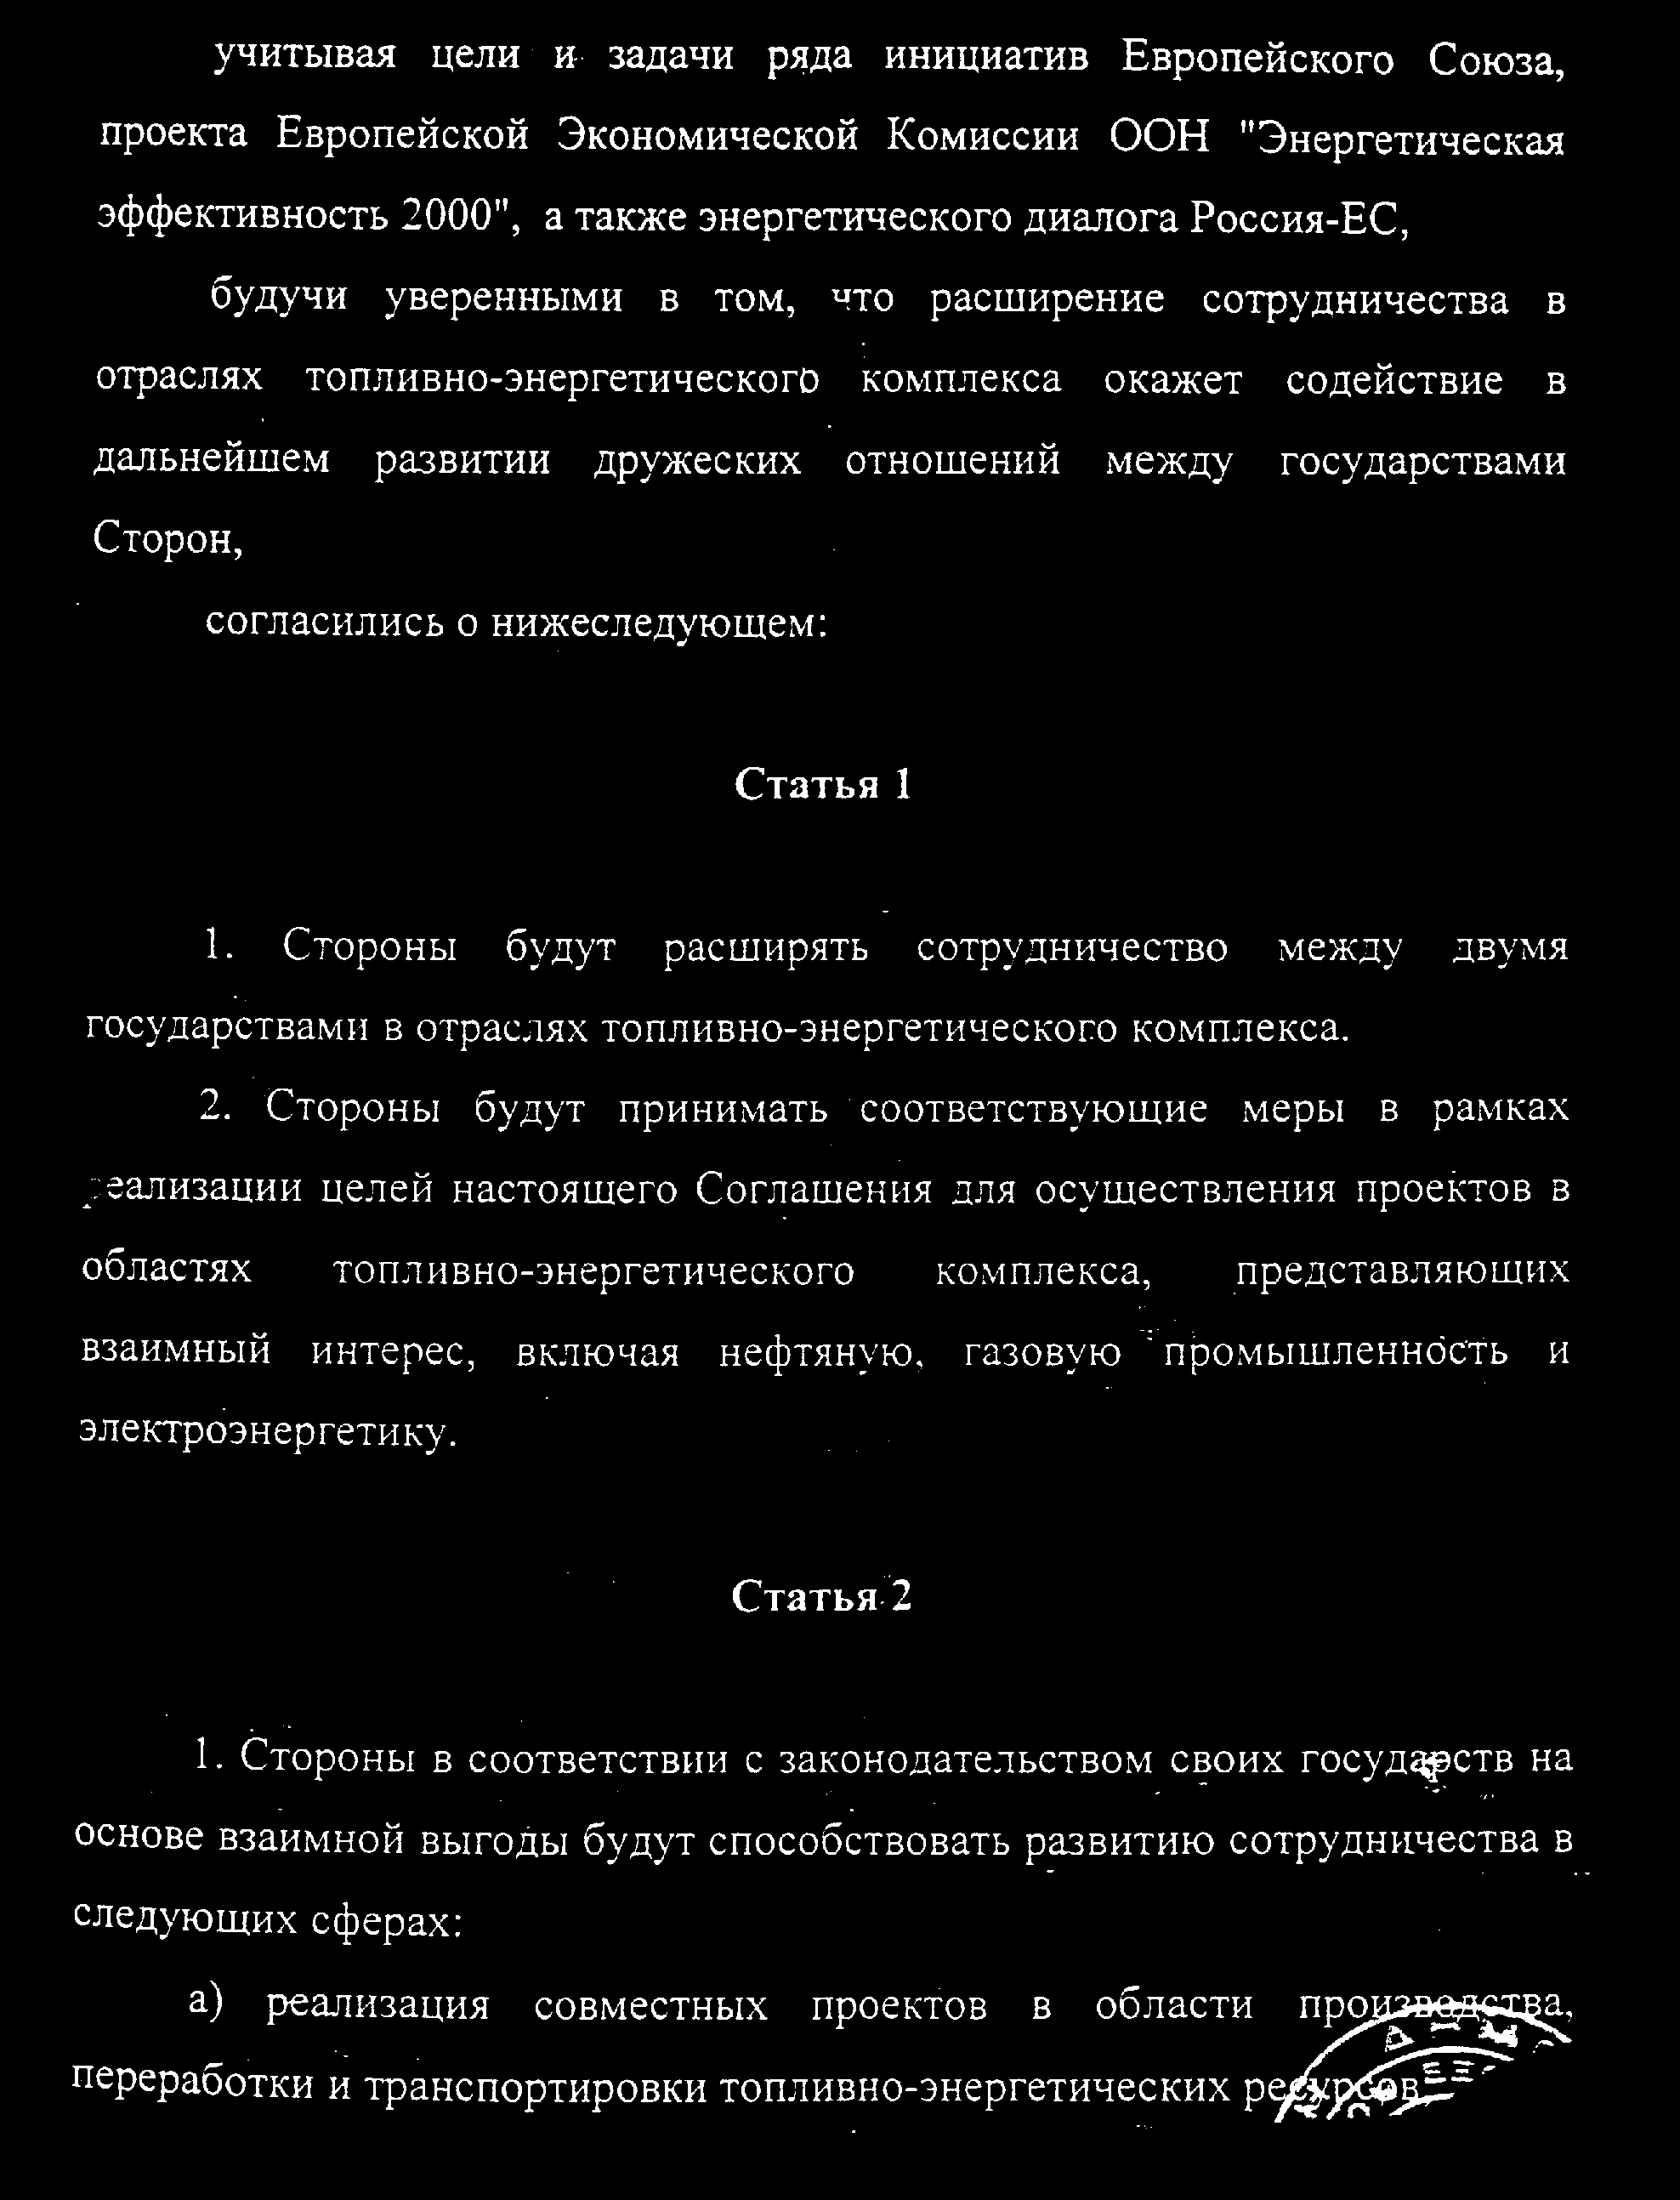 учитывая цели и задачи ряда инициатив Европейского Союза,
проекта Европейской Экономической Комиссии ООН "Энергетическая
эффективность 2000", а также энергетического диалога Россия-ЕС,
будучи уверенными в том, что расширение сотрудничества в
отраслях топливно-энергетического комплекса окажет содействие в
дальнейшем развитии дружеских отношений между государствами
Сторон,
согласились о нижеследующем:
Статья 1
1. Стороны будут расширять сотрудничество между двумя
государствами в отраслях топливно-энергетического комплекса.
2. Стороны будут принимать соответствующие меры в рамках
реализации целей настоящего Соглашения для осуществления проектов в
областях топливно-энергетического комплекса, представляющих
взаимный интерес, включая нефтяную, газовую промышленность и
электроэнергетику.
Статья 2
1. Стороны в соответствии с законодательством своих государств на
основе взаимной выгоды будут способствовать развитию сотрудничества в
следующих сферах:
а) реализация совместных проектов в области производства,
переработки и транспортировки топливно-энергетических ресурсов